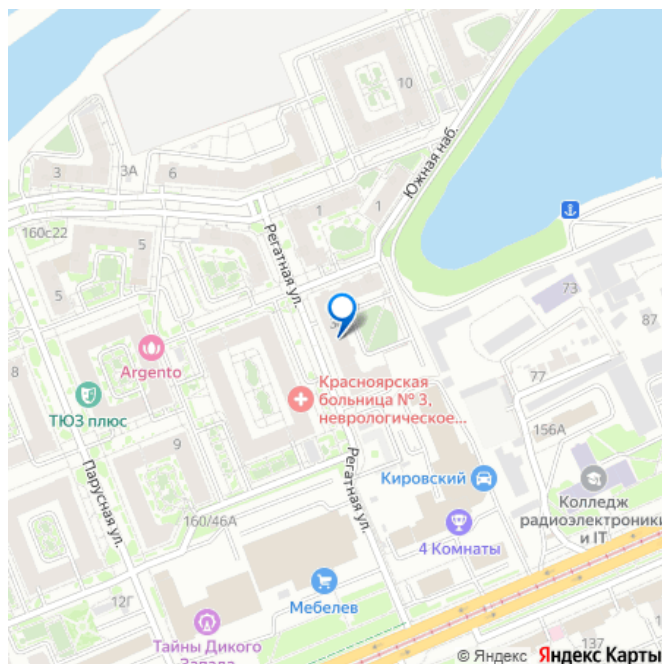 10
Южная наб.
3
3А
6
1
1
160с22
5
Регатная ул.
5
73
87
8
Argento
77
Красноярская
больница № 3,
неврологическое...
ТЮЗ плюс
156А
9
Кировский
Парусная ул.
Регатная ул.
Колледж
радиоэлектроники
и IT
160/46А
4 Комнаты
12Г
Мебелев
Тайны Дикого
Запада
137
© Яндекс Яндекс Карты